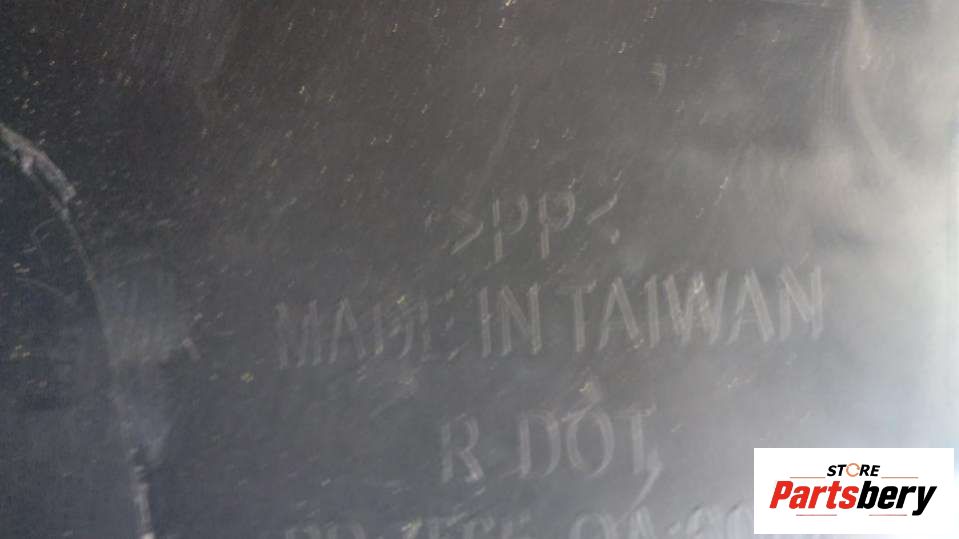 >PP<
MADE IN TAIWAN
R DOT
STORE
Partsbery